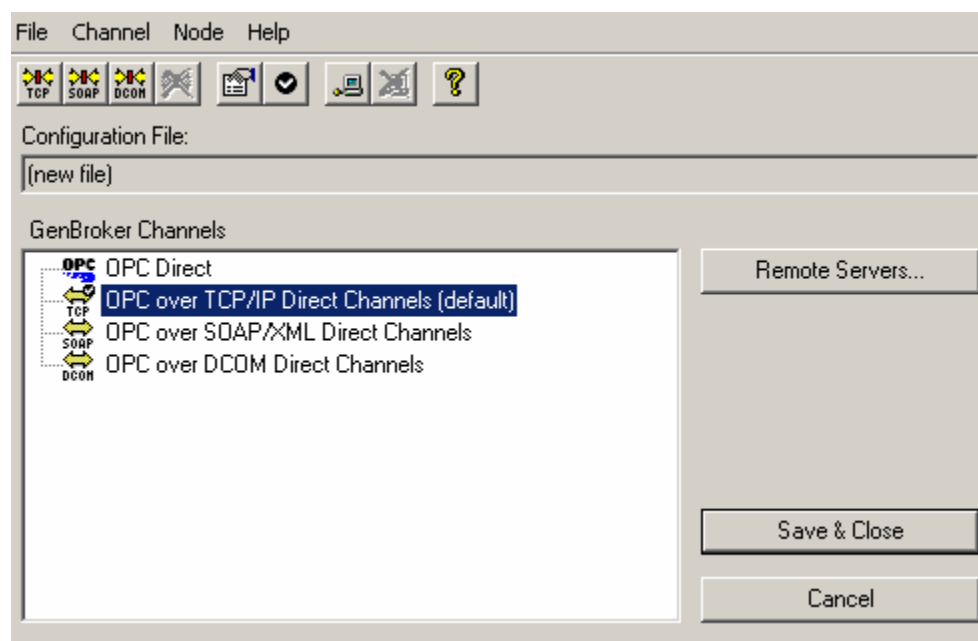 File Channel Node Help
TCP SOAP DCOM
Configuration File:
(new file)
GenBroker Channels
OPC OPC Direct
TCP OPC over TCP/IP Direct Channels (default)
SOAP OPC over SOAP/XML Direct Channels
DCOM OPC over DCOM Direct Channels
Remote Servers...
Save & Close
Cancel